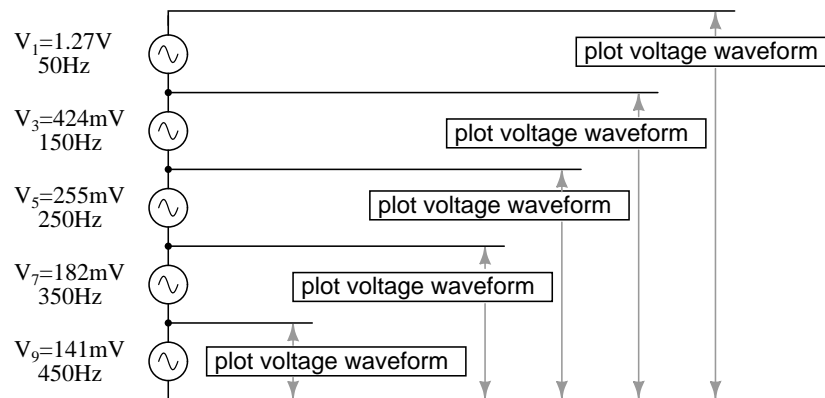 V1=1.27V
50Hz
plot voltage waveform
V3=424mV
150Hz
plot voltage waveform
V5=255mV
250Hz
plot voltage waveform
V7=182mV
350Hz
plot voltage waveform
V9=141mV
450Hz
plot voltage waveform